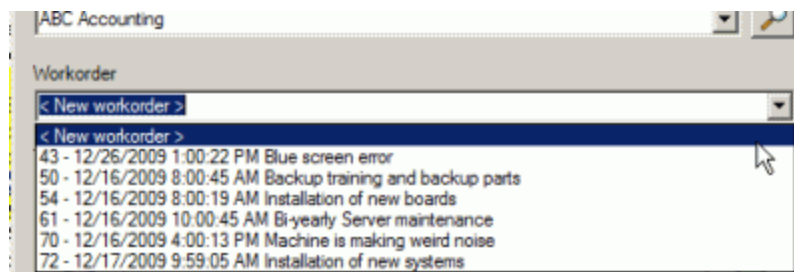 ABC Accounting
Workorder
< New workorder >
< New workorder >
43 - 12/26/2009 1:00:22 PM Blue screen error
50 - 12/16/2009 8:00:45 AM Backup training and backup parts
54 - 12/16/2009 8:00:19 AM Installation of new boards
61 - 12/16/2009 10:00:45 AM Bi-yearly Server maintenance
70 - 12/16/2009 4:00:13 PM Machine is making weird noise
72 - 12/17/2009 9:59:05 AM Installation of new systems